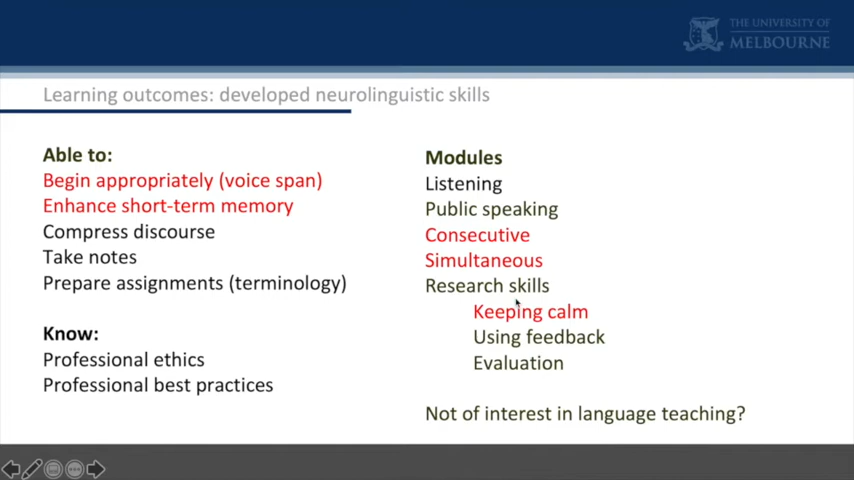 THE UNIVERSITY OF
MELBOURNE
Learning outcomes: developed neurolinguistic skills
Able to:
Begin appropriately (voice span)
Enhance short-term memory
Compress discourse
Take notes
Prepare assignments (terminology)
Know:
Professional ethics
Professional best practices
Modules
Listening
Public speaking
Consecutive
Simultaneous
Research skills
Keeping calm
Using feedback
Evaluation
Not of interest in language teaching?